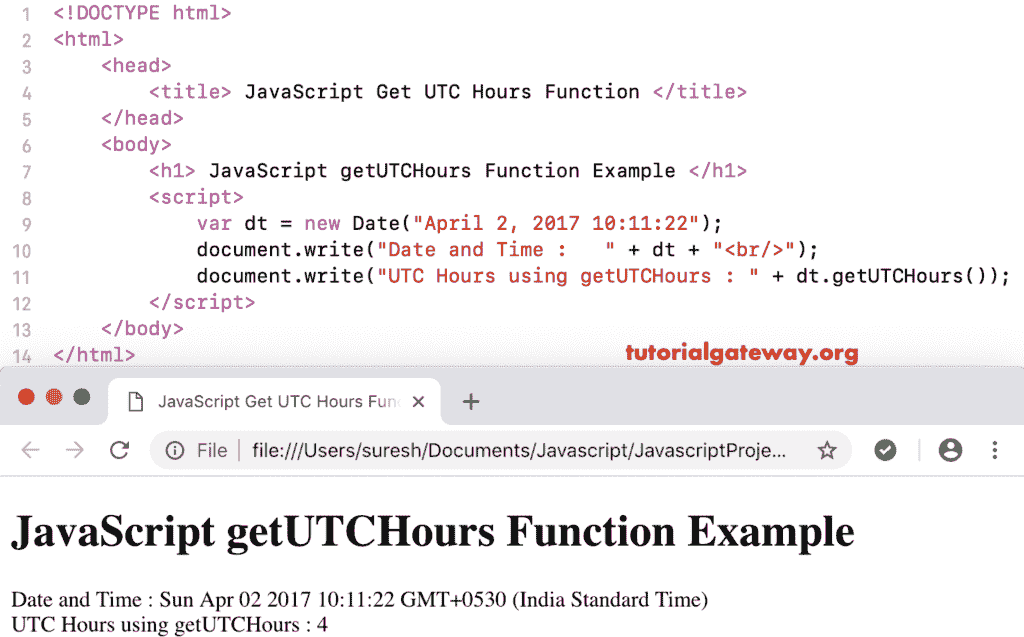 1 <!DOCTYPE html>
2 <html>
3     <head>
4         <title> JavaScript Get UTC Hours Function </title>
5     </head>
6     <body>
7         <h1> JavaScript getUTCHours Function Example </h1>
8         <script>
9             var dt = new Date("April 2, 2017 10:11:22");
10             document.write("Date and Time :   " + dt + "<br/>");
11             document.write("UTC Hours using getUTCHours : " + dt.getUTCHours());
12         </script>
13     </body>
14 </html>
tutorialgateway.org
JavaScript Get UTC Hours Fun
File file:///Users/suresh/Documents/Javascript/JavascriptProje...
JavaScript getUTCHours Function Example
Date and Time : Sun Apr 02 2017 10:11:22 GMT+0530 (India Standard Time)
UTC Hours using getUTCHours : 4